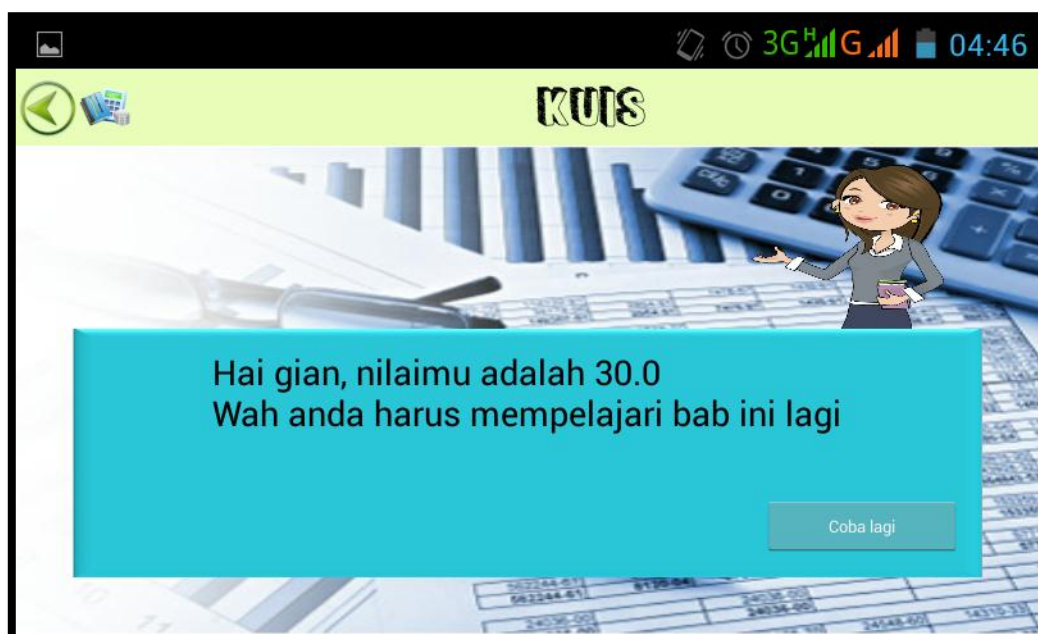 3G H G 04:46
KUIS
Hai gian, nilaimu adalah 30.0
Wah anda harus mempelajari bab ini lagi
Coba lagi